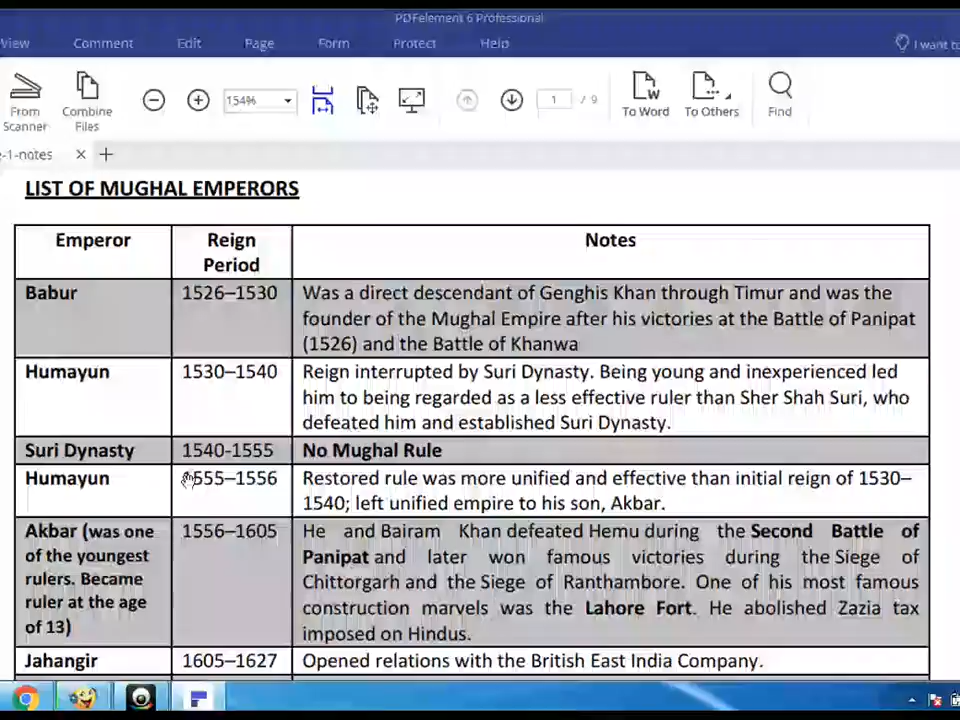 PDFelement 6 Professional
View Comment Edit Page Form Protect Help I want to
From Scanner
Combine Files
154%
1 / 9
To Word
To Others
Find
e-1-notes
LIST OF MUGHAL EMPERORS
Emperor Reign Period Notes
Babur 1526–1530 Was a direct descendant of Genghis Khan through Timur and was the
founder of the Mughal Empire after his victories at the Battle of Panipat
(1526) and the Battle of Khanwa
Humayun 1530–1540 Reign interrupted by Suri Dynasty. Being young and inexperienced led
him to being regarded as a less effective ruler than Sher Shah Suri, who
defeated him and established Suri Dynasty.
Suri Dynasty 1540-1555 No Mughal Rule
Humayun 1555–1556 Restored rule was more unified and effective than initial reign of 1530–
1540; left unified empire to his son, Akbar.
Akbar (was one
of the youngest
rulers. Became
ruler at the age
of 13)
1556–1605
He and Bairam Khan defeated Hemu during the Second Battle of
Panipat and later won famous victories during the Siege of
Chittorgarh and the Siege of Ranthambore. One of his most famous
construction marvels was the Lahore Fort. He abolished Zazia tax
imposed on Hindus.
Jahangir 1605–1627 Opened relations with the British East India Company.